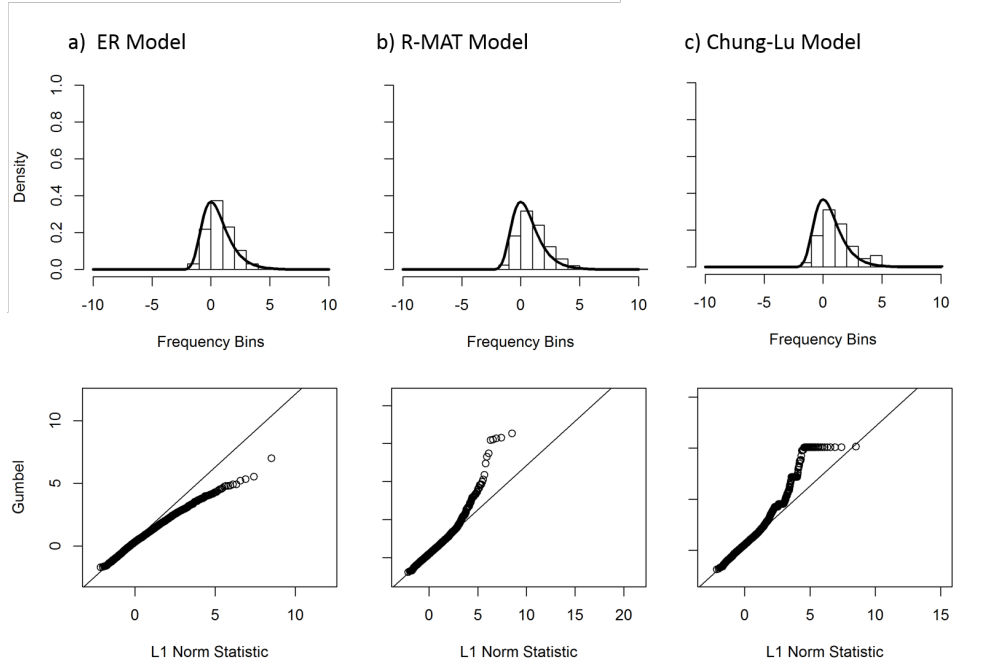 a) ER Model
b) R-MAT Model
c) Chung-Lu Model
Density
0.0 0.2 0.4 0.6 0.8 1.0
-10 -5 0 5 10
-10 -5 0 5 10
-10 -5 0 5 10
Frequency Bins
Frequency Bins
Frequency Bins
Gumbel
0 5 10
0 5 10
0 5 10 15 20
0 5 10 15
L1 Norm Statistic
L1 Norm Statistic
L1 Norm Statistic